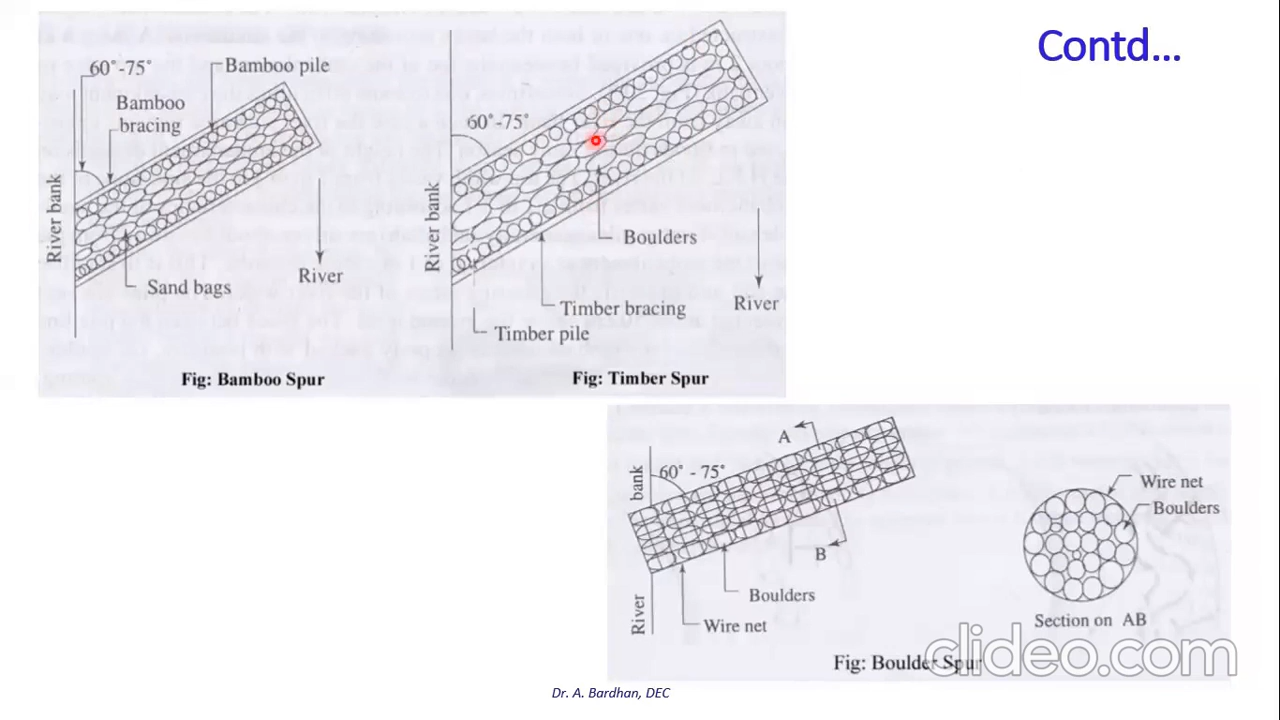 Contd...
60°-75°
Bamboo pile
Bamboo
bracing
River bank
Sand bags
River
Fig: Bamboo Spur
60°-75°
River bank
Boulders
Timber bracing
Timber pile
River
Fig: Timber Spur
A
bank
60° - 75°
B
River
Boulders
Wire net
Wire net
Boulders
Section on AB
Fig: Boulder Spur
clideo.com
Dr. A. Bardhan, DEC